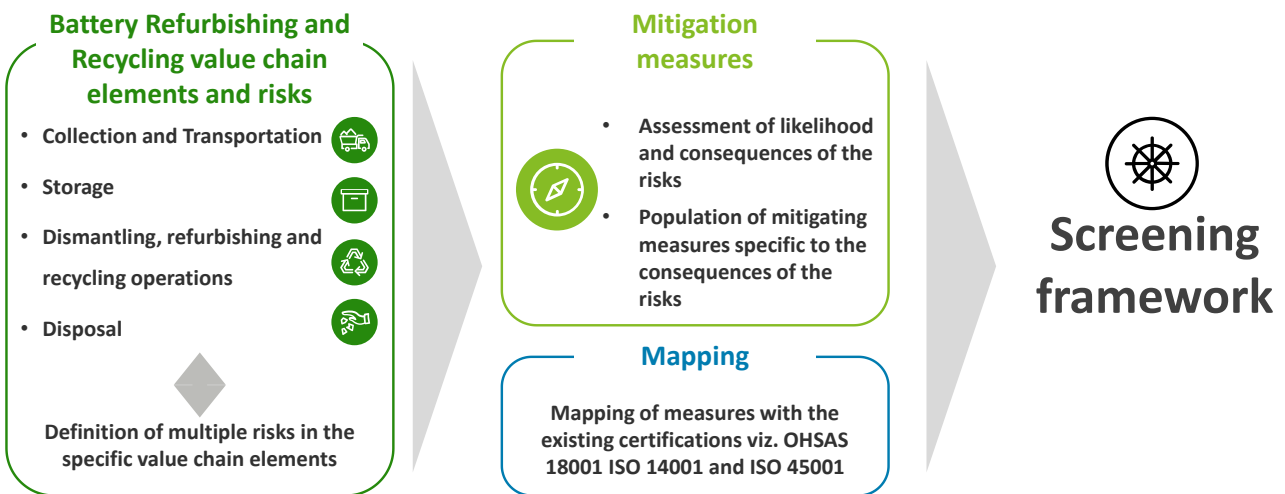 Battery Refurbishing and
Recycling value chain
elements and risks
• Collection and Transportation
• Storage
• Dismantling, refurbishing and
recycling operations
• Disposal
Definition of multiple risks in the
specific value chain elements
Mitigation
measures
• Assessment of likelihood
and consequences of the
risks
• Population of mitigating
measures specific to the
consequences of the
risks
Mapping
Mapping of measures with the
existing certifications viz. OHSAS
18001 ISO 14001 and ISO 45001
Screening
framework